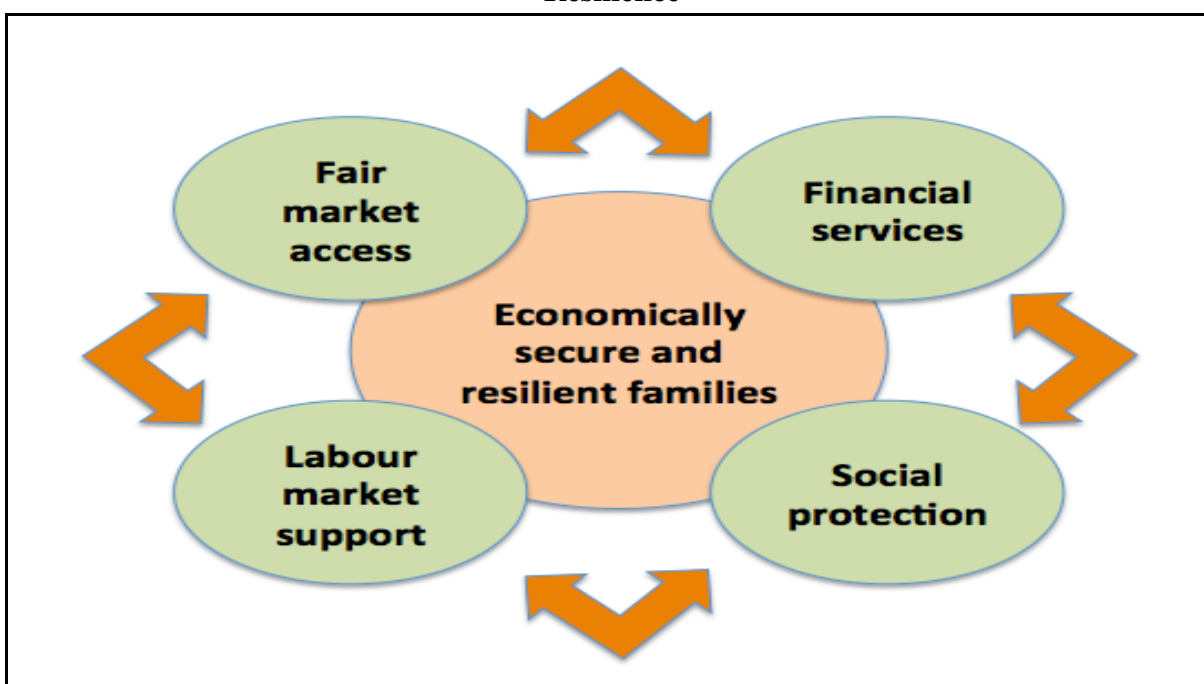 Fair
market
access
Financial
services
Economically
secure and
resilient families
Labour
market
support
Social
protection